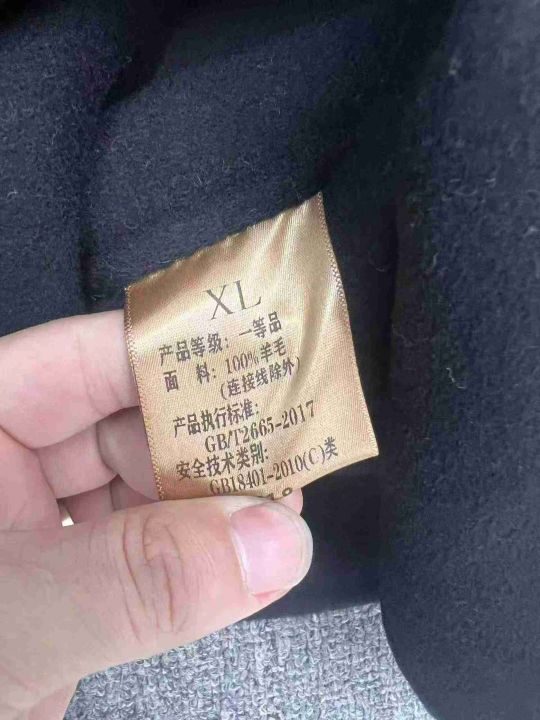 XL
产品等级：一等品
面 料：100%羊毛
(连接线除外)
产品执行标准：
GB/T2665-2017
安全技术类别：
GB18401-2010(C)类